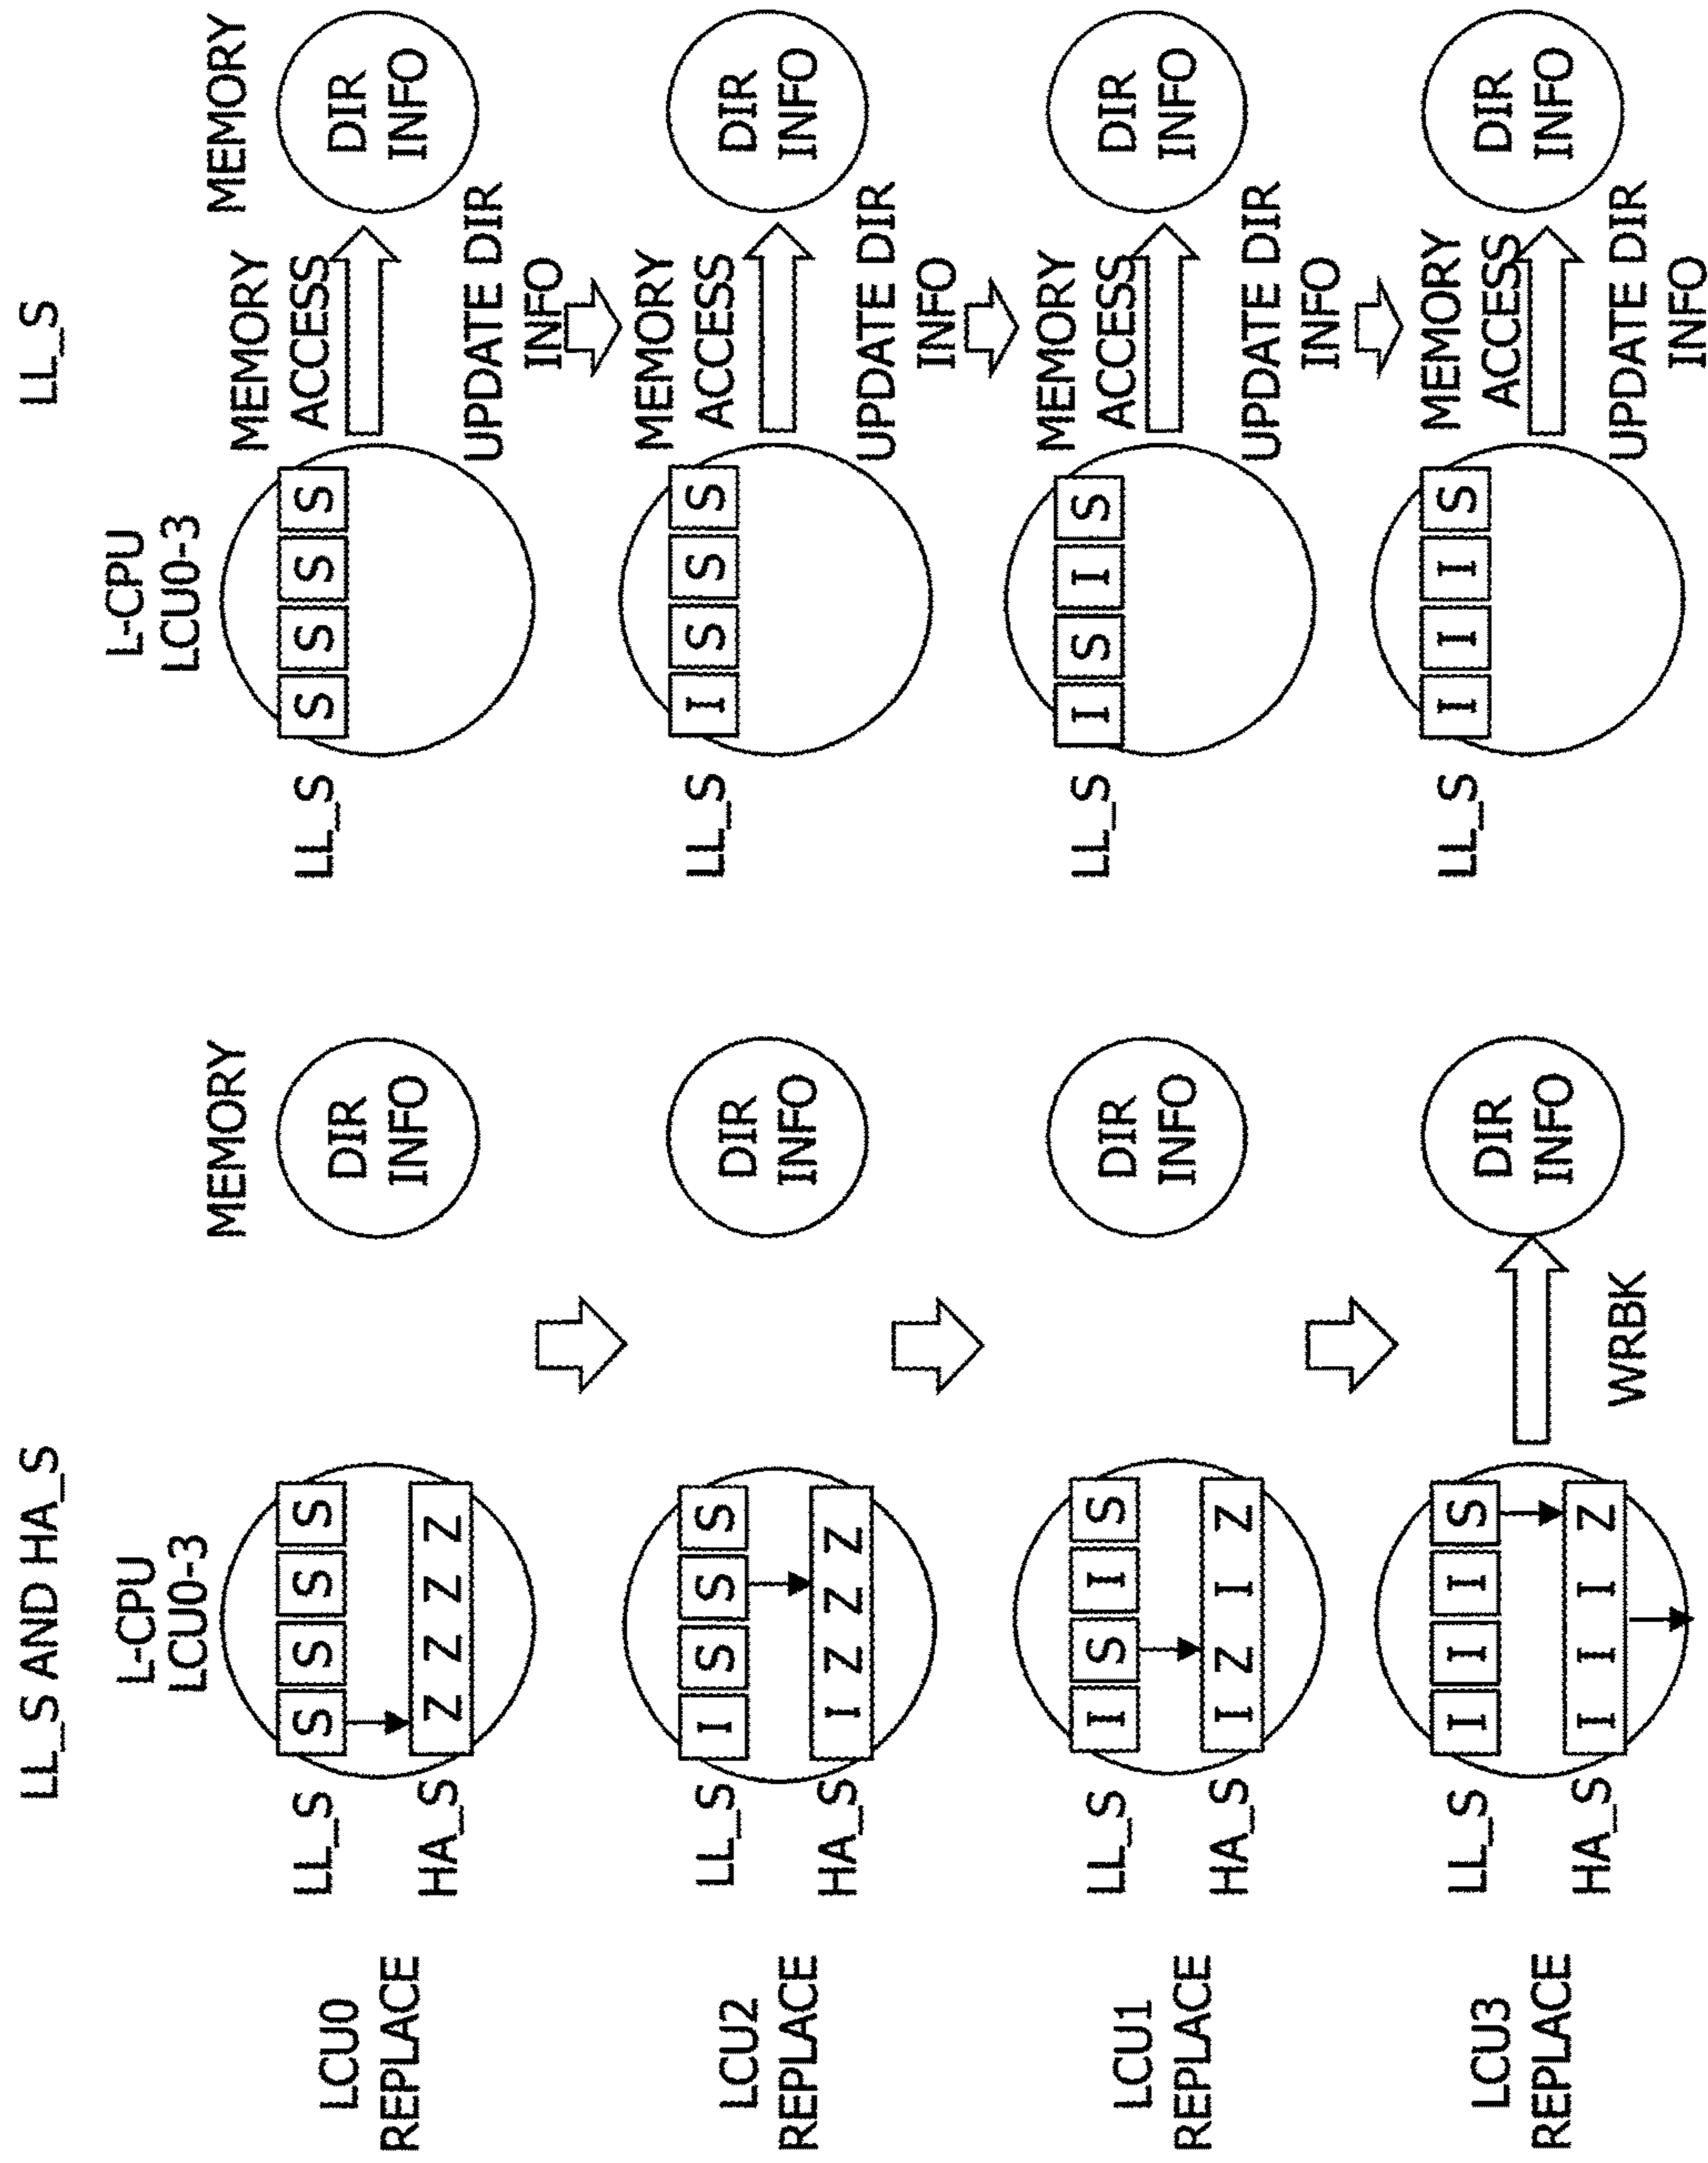 LL_S AND HA_S
LL_S
L-CPU
LCU0-3
MEMORY
L-CPU
LCU0-3
MEMORY
LCU0
REPLACE
LL_S
S S S S
HA_S
Z Z Z Z
DIR
INFO
LL_S
S S S S
MEMORY
ACCESS
DIR
INFO
UPDATE DIR
INFO
LCU2
REPLACE
LL_S
I S S S
HA_S
I Z Z Z
DIR
INFO
LL_S
I S S S
MEMORY
ACCESS
DIR
INFO
UPDATE DIR
INFO
LCU1
REPLACE
LL_S
I S I S
HA_S
I Z I Z
DIR
INFO
LL_S
I S I S
MEMORY
ACCESS
DIR
INFO
UPDATE DIR
INFO
LCU3
REPLACE
LL_S
I I I S
HA_S
I I I Z
WRBK
DIR
INFO
LL_S
I I I S
MEMORY
ACCESS
DIR
INFO
UPDATE DIR
INFO